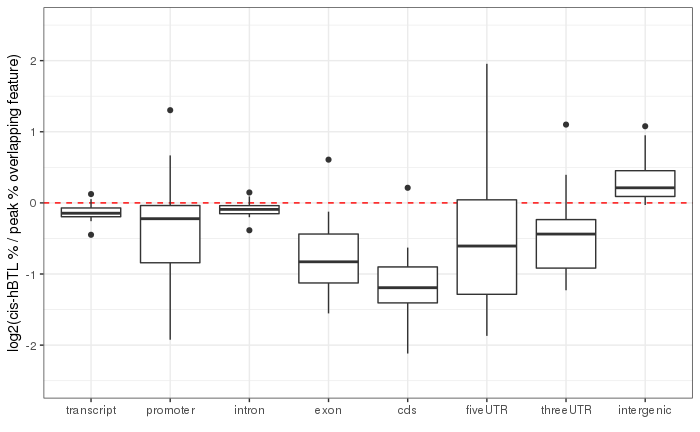 log2(cis-hBTL % / peak % overlapping feature)
2
1
0
-1
-2
transcript promoter intron exon cds fiveUTR threeUTR intergenic